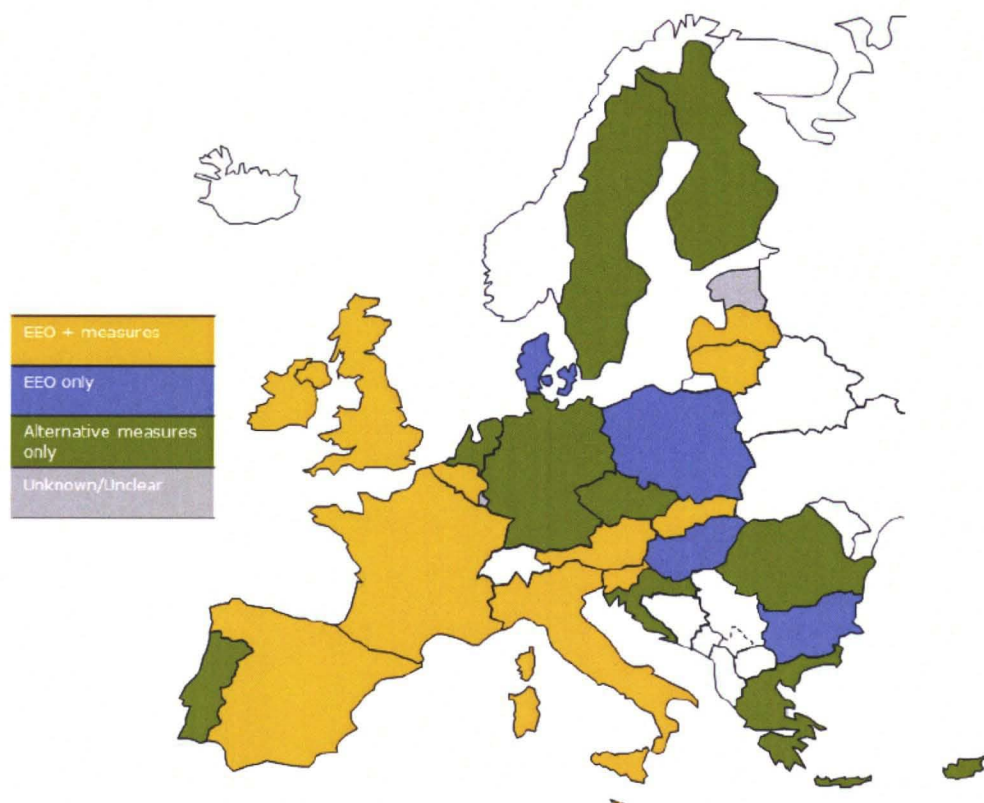 EEO + measures
EEO only
Alternative measures
only
Unknown/Unclear